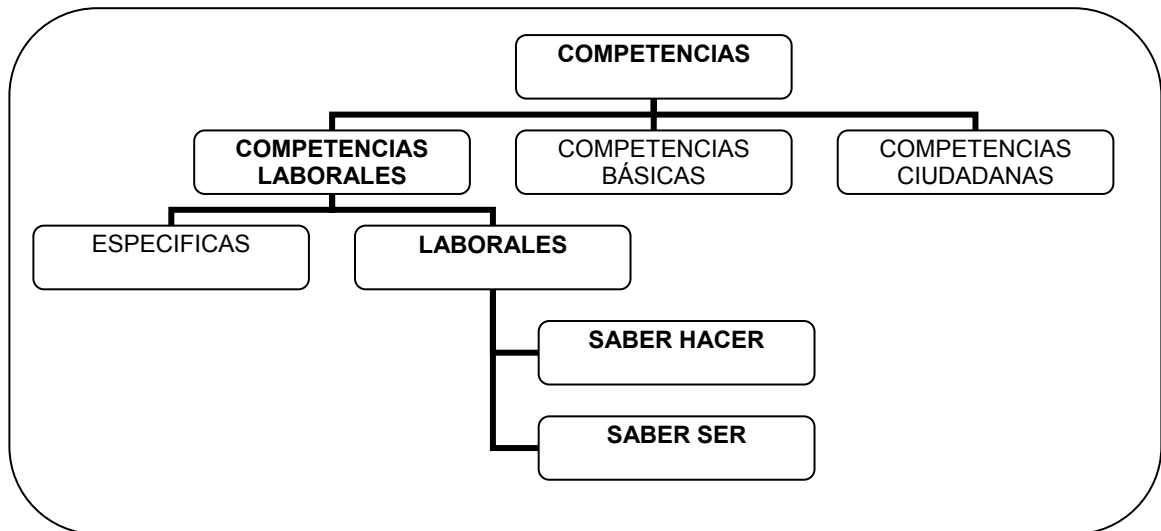 COMPETENCIAS
COMPETENCIAS
LABORALES
COMPETENCIAS
BÁSICAS
COMPETENCIAS
CIUDADANAS
ESPECIFICAS
LABORALES
SABER HACER
SABER SER